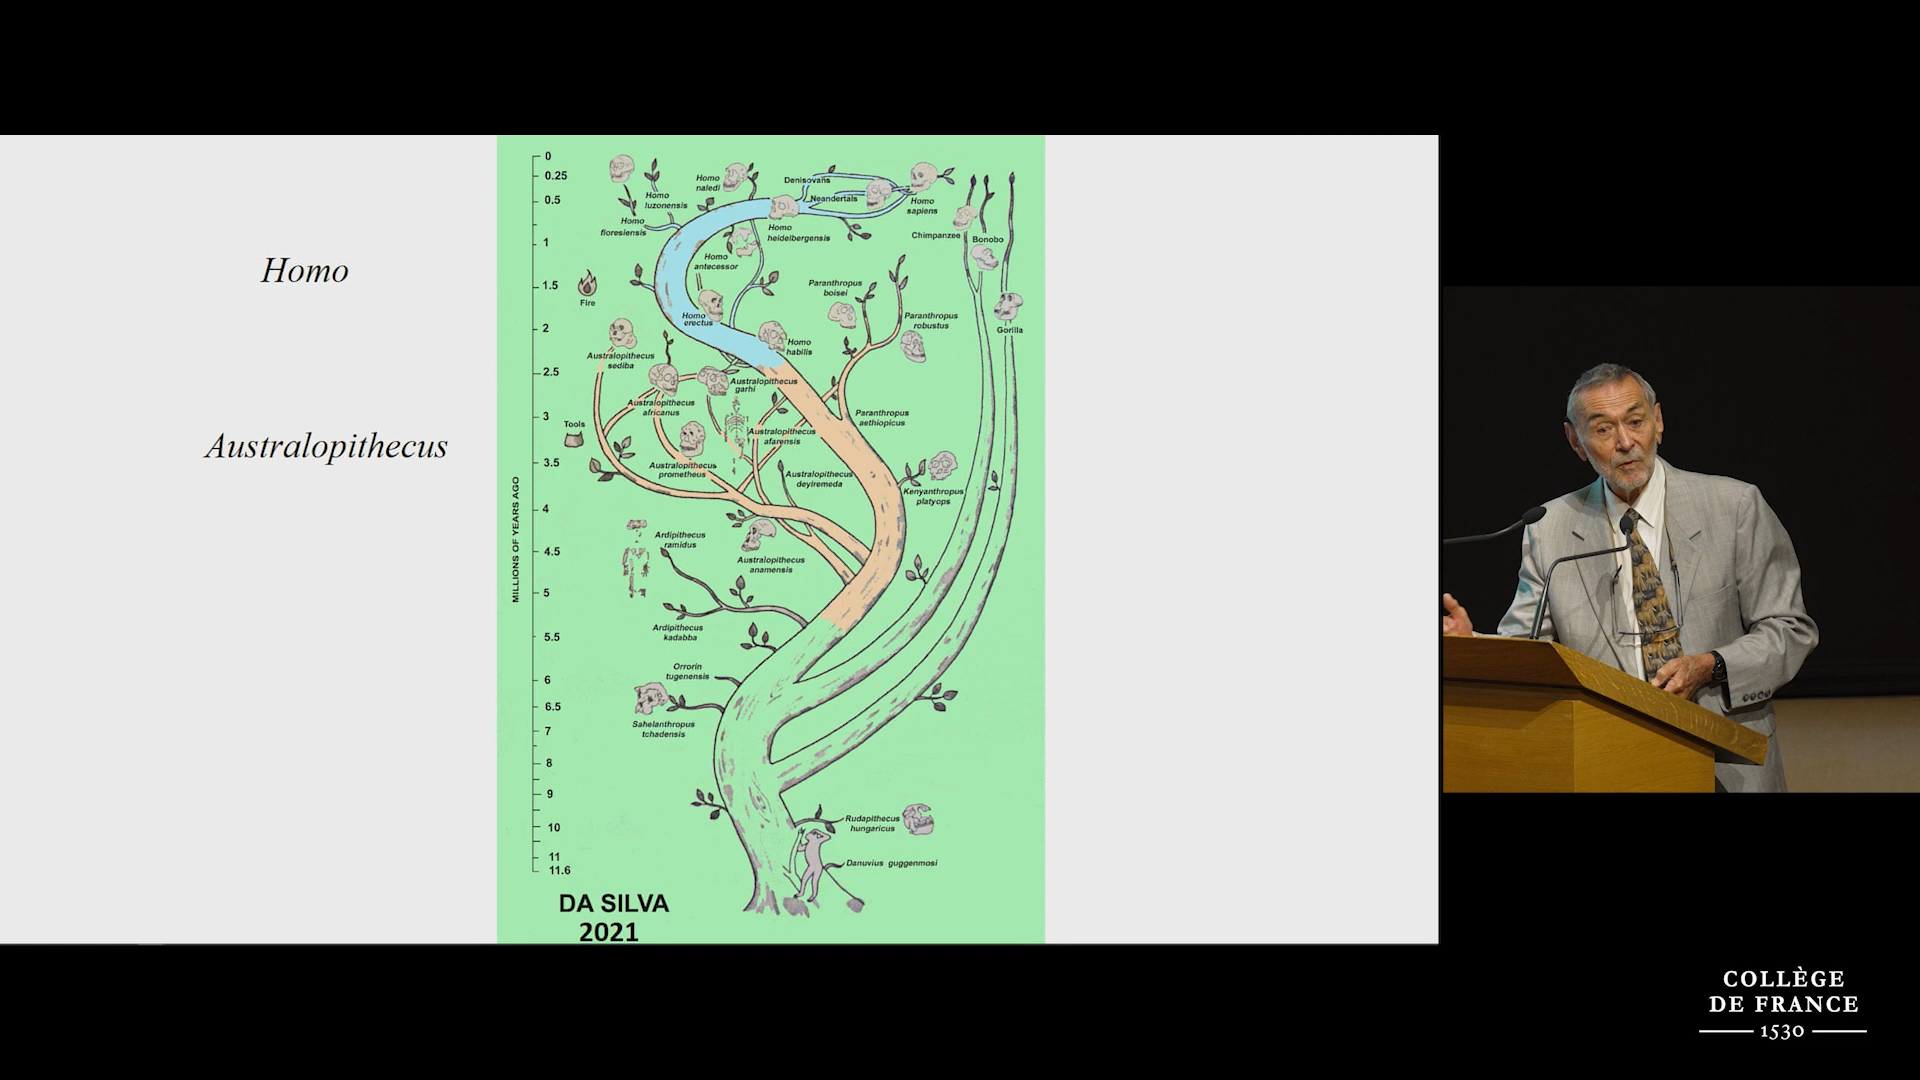 Homo
Australopithecus
0
0.25
0.5
1
1.5
2
2.5
3
3.5
4
4.5
5
5.5
6
6.5
7
8
9
10
11
11.6
MILLIONS OF YEARS AGO
Homo
luzonensis
Homo
floresiensis
Homo
naledi
Denisovans
Neandertals
Homo
sapiens
Homo
heidelbergensis
Chimpanzee
Bonobo
Homo
antecessor
Fire
Paranthropus
boisei
Homo
erectus
Paranthropus
robustus
Gorilla
Homo
habilis
Australopithecus
sediba
Australopithecus
garhi
Australopithecus
africanus
Paranthropus
aethiopicus
Tools
Australopithecus
afarensis
Australopithecus
prometheus
Australopithecus
deyiremeda
Kenyanthropus
platyops
Ardipithecus
ramidus
Australopithecus
anamensis
Ardipithecus
kadabba
Orrorin
tugenensis
Sahelanthropus
tchadensis
Rudapithecus
hungaricus
Danuvius guggenmosi
DA SILVA
2021
COLLÈGE
DE FRANCE
1530